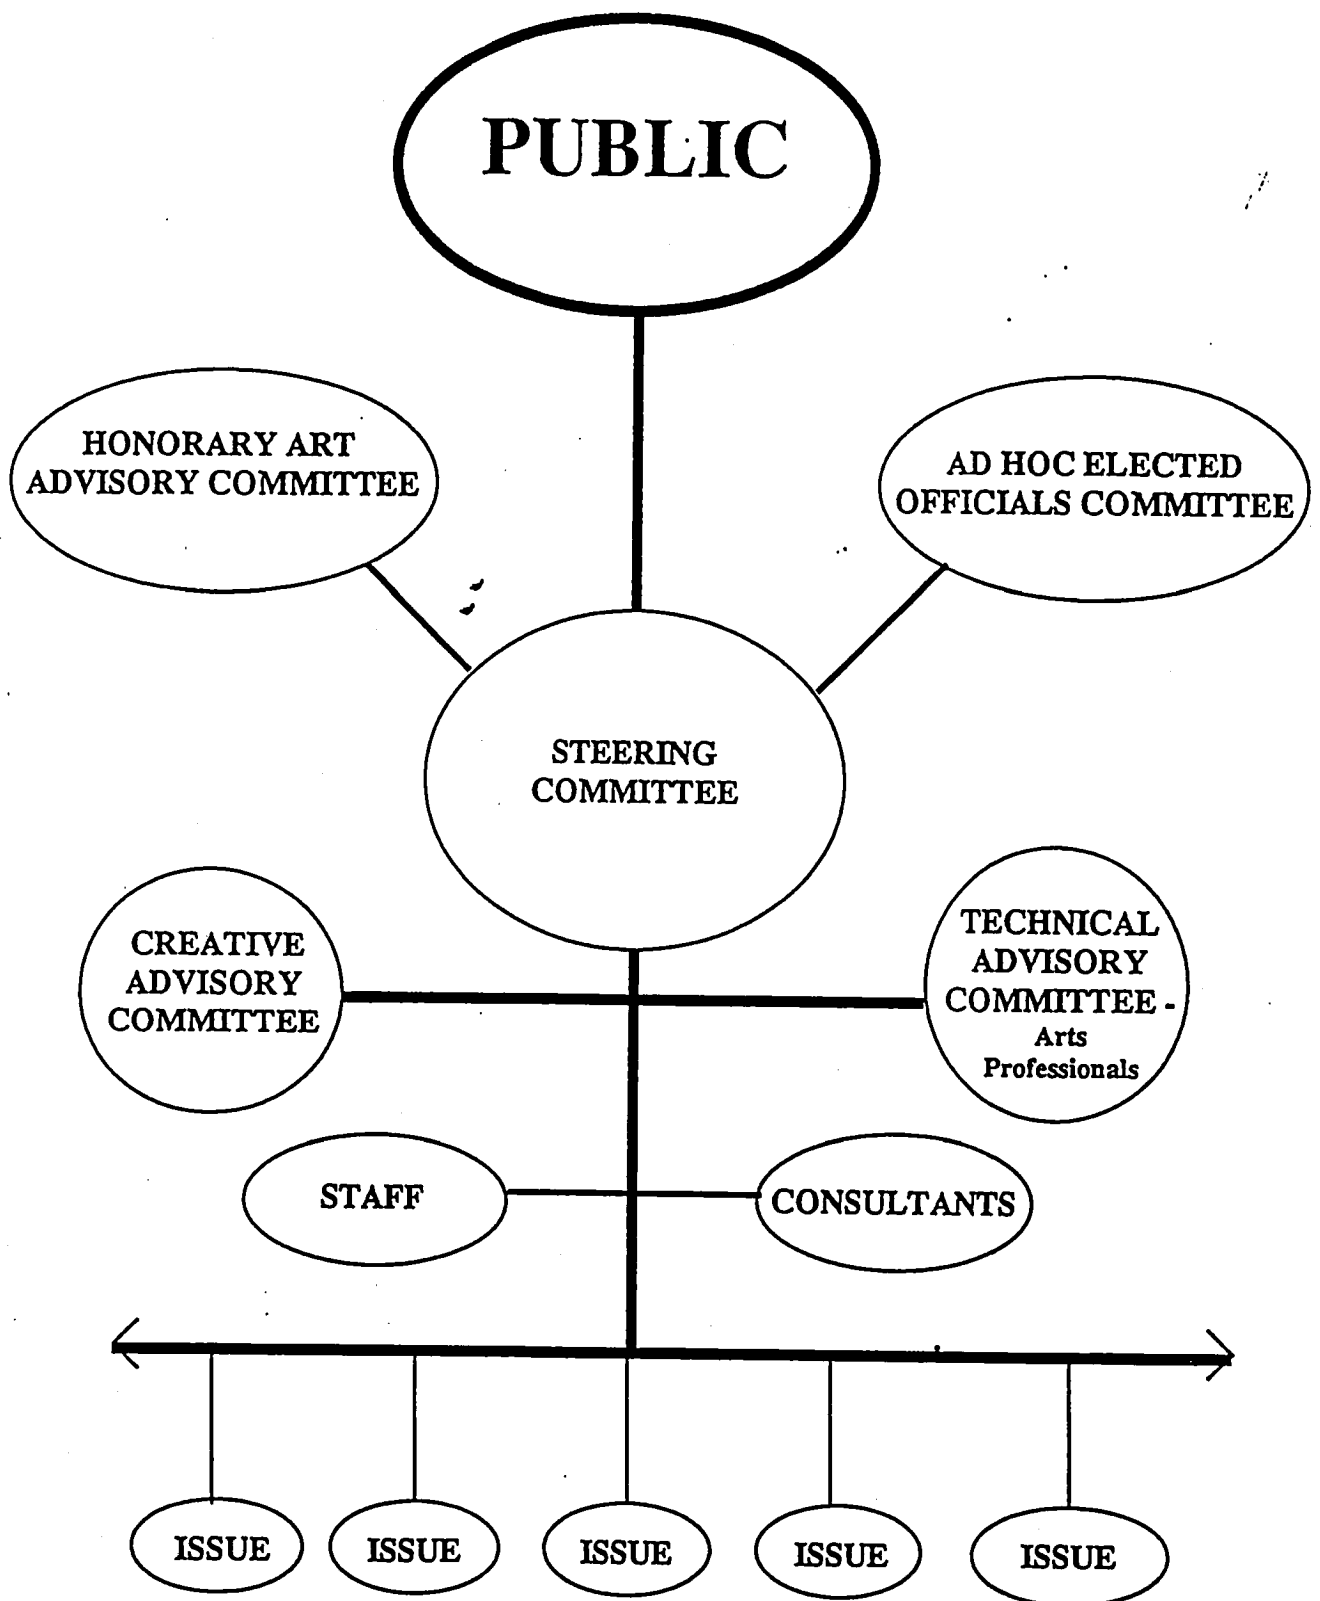 PUBLIC
HONORARY ART
ADVISORY COMMITTEE
AD HOC ELECTED
OFFICIALS COMMITTEE
STEERING
COMMITTEE
CREATIVE
ADVISORY
COMMITTEE
TECHNICAL
ADVISORY
COMMITTEE -
Arts
Professionals
STAFF
CONSULTANTS
ISSUE
ISSUE
ISSUE
ISSUE
ISSUE